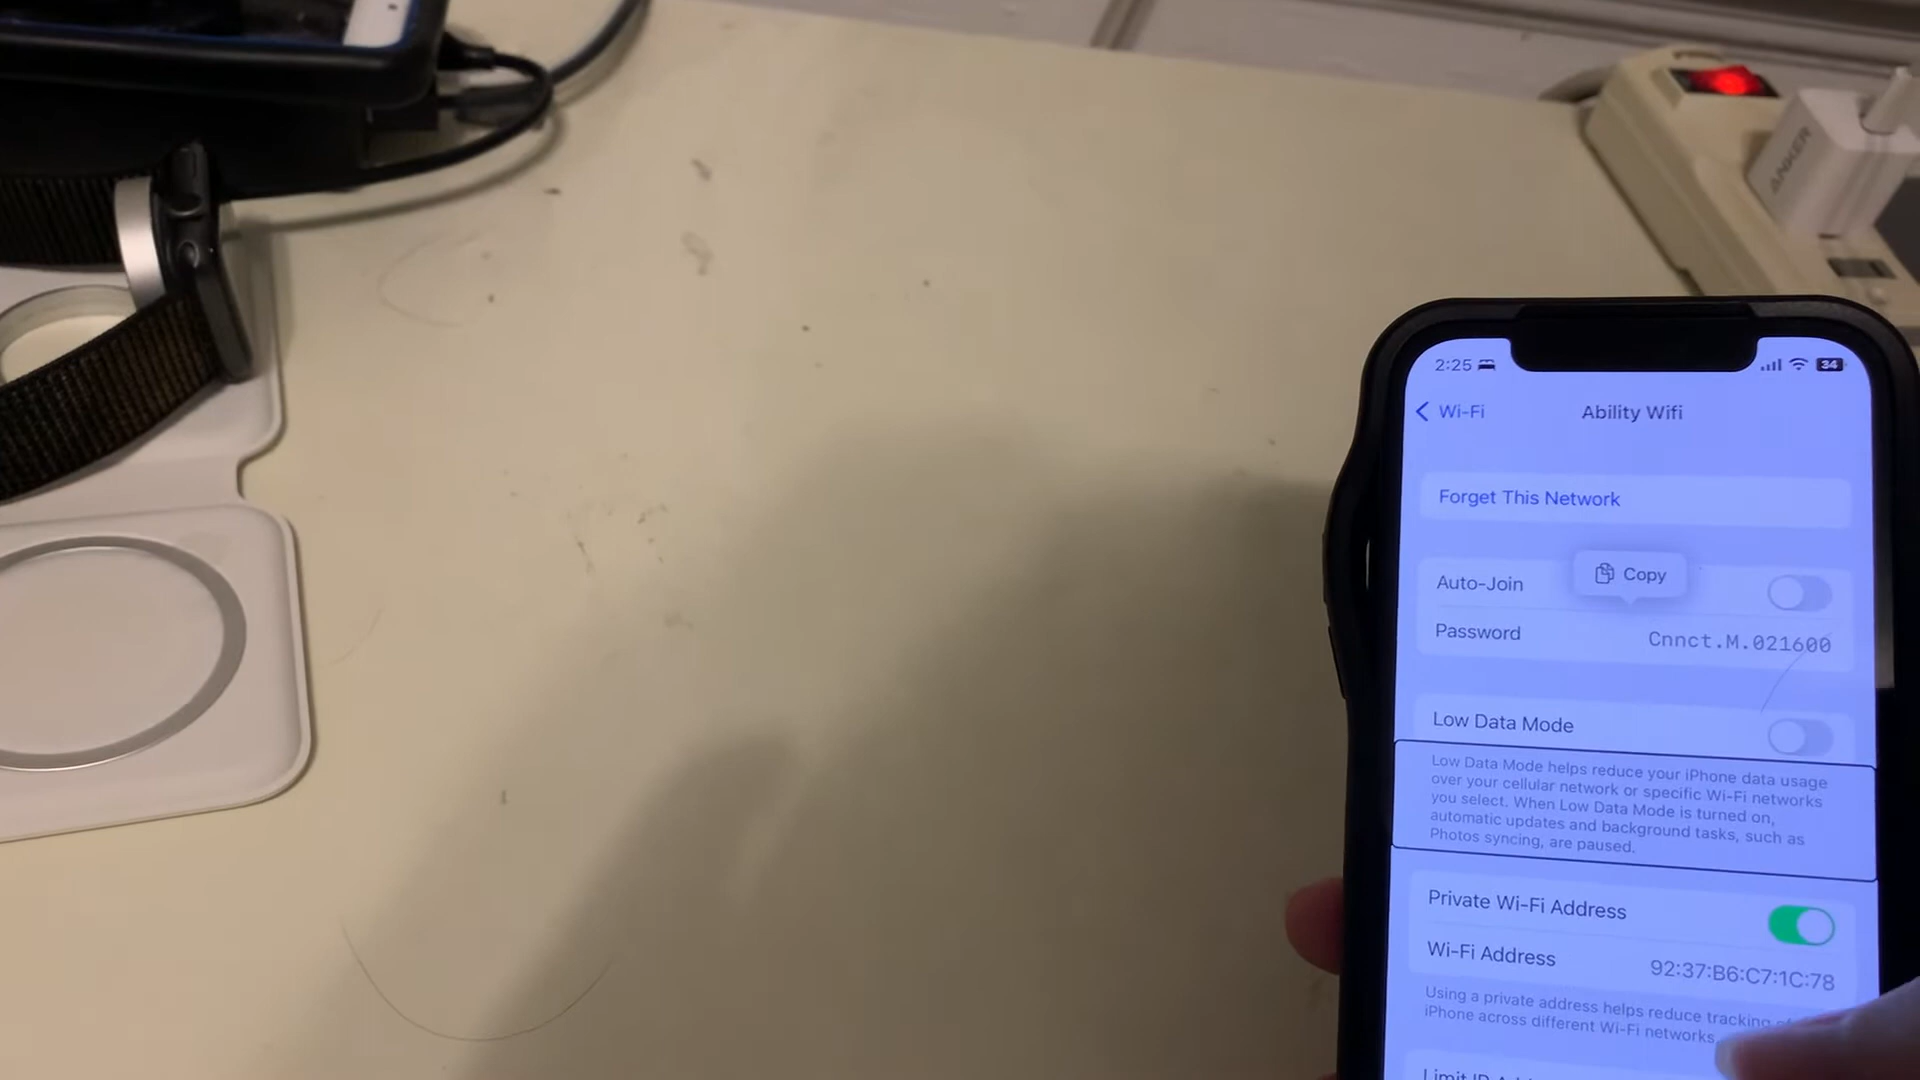 ANKER
2:25
34
Wi-Fi
Ability Wifi
Forget This Network
Copy
Auto-Join
Password
Cnnct.M.021600
Low Data Mode
Low Data Mode helps reduce your iPhone data usage
over your cellular network or specific Wi-Fi networks
you select. When Low Data Mode is turned on,
automatic updates and background tasks, such as
Photos syncing, are paused.
Private Wi-Fi Address
Wi-Fi Address
92:37:B6:C7:1C:78
Using a private address helps reduce tracking
iPhone across different Wi-Fi networks.